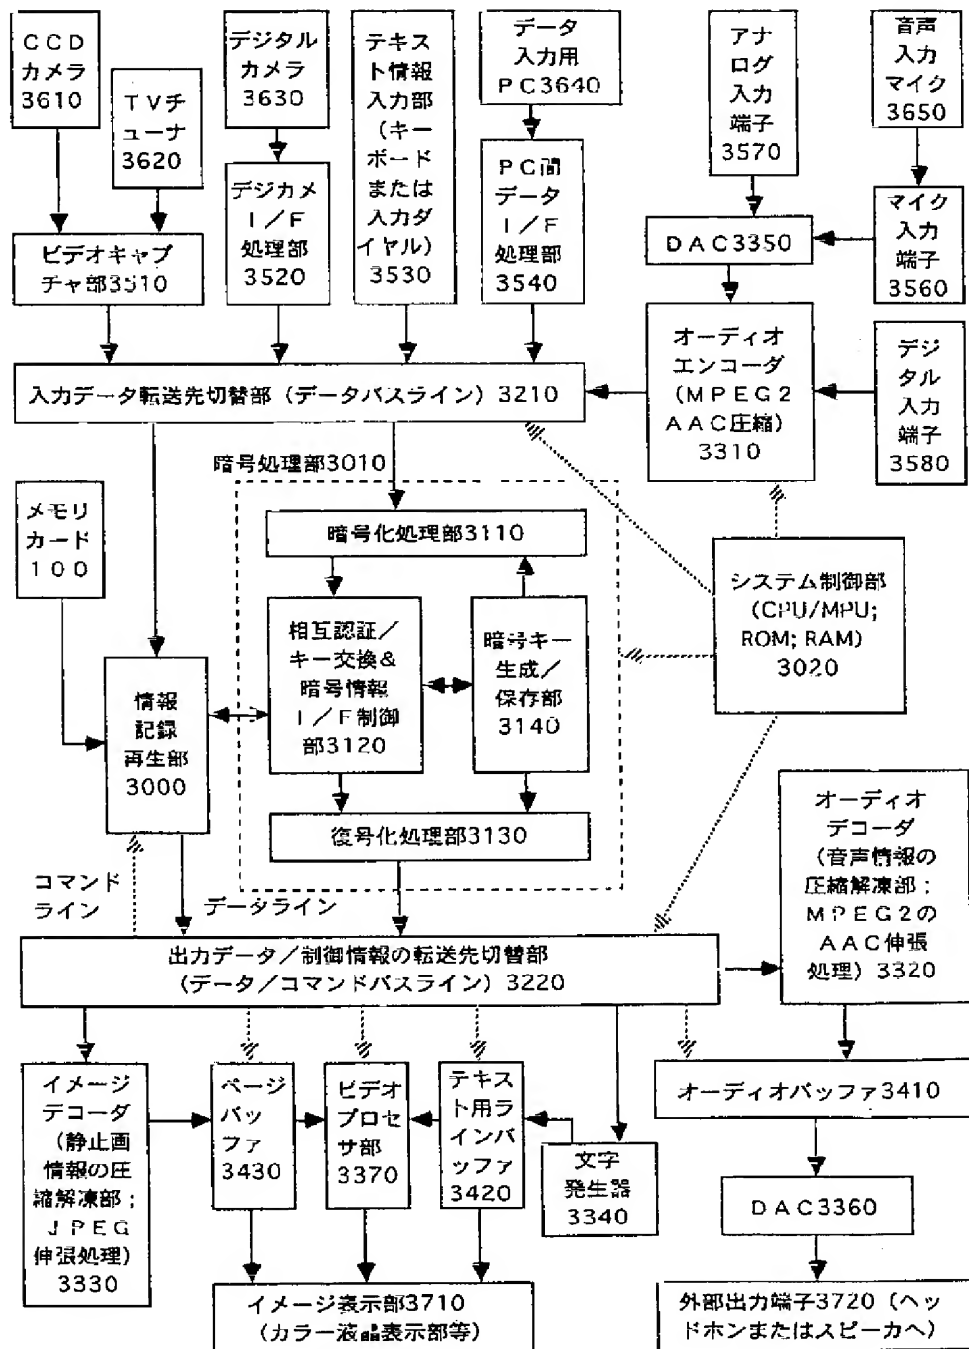 CCD
カメラ
3610
TVチ
ューナ
3620
デジタル
カメラ
3630
テキス
ト情報
入力部
(キー
ボード
または
入力ダ
イヤル)
3530
データ
入力用
PC3640
アナ
ログ
入力
端子
3570
音声
入力
マイク
3650
デジカメ
I/F
処理部
3520
PC間
データ
I/F
処理部
3540
マイク
入力
端子
3560
ビデオキャプ
チャ部3510
DAC3350
オーディオ
エンコーダ
(MPEG2
AAC圧縮)
3310
デジ
タル
入力
端子
3580
入力データ転送先切替部(データバスライン)3210
暗号処理部3010
メモリ
カード
100
暗号化処理部3110
システム制御部
(CPU/MPU;
ROM; RAM)
3020
相互認証/
キー交換&
暗号情報
I/F制御
部3120
暗号キー
生成/
保存部
3140
情報
記録
再生部
3000
復号化処理部3130
オーディオ
デコーダ
(音声情報の
圧縮解凍部;
MPEG2の
AAC伸張
処理)3320
コマンド
ライン
データライン
出力データ/制御情報の転送先切替部
(データ/コマンドバスライン)3220
イメージ
デコーダ
(静止画
情報の圧
縮解凍部;
JPEG
伸張処理)
3330
ページ
バッ
ファ
3430
ビデオ
プロセ
サ部
3370
テキス
ト用ラ
インバ
ッファ
3420
文字
発生器
3340
オーディオバッファ3410
DAC3360
イメージ表示部3710
(カラー液晶表示部等)
外部出力端子3720(ヘッ
ドホンまたはスピーカへ)